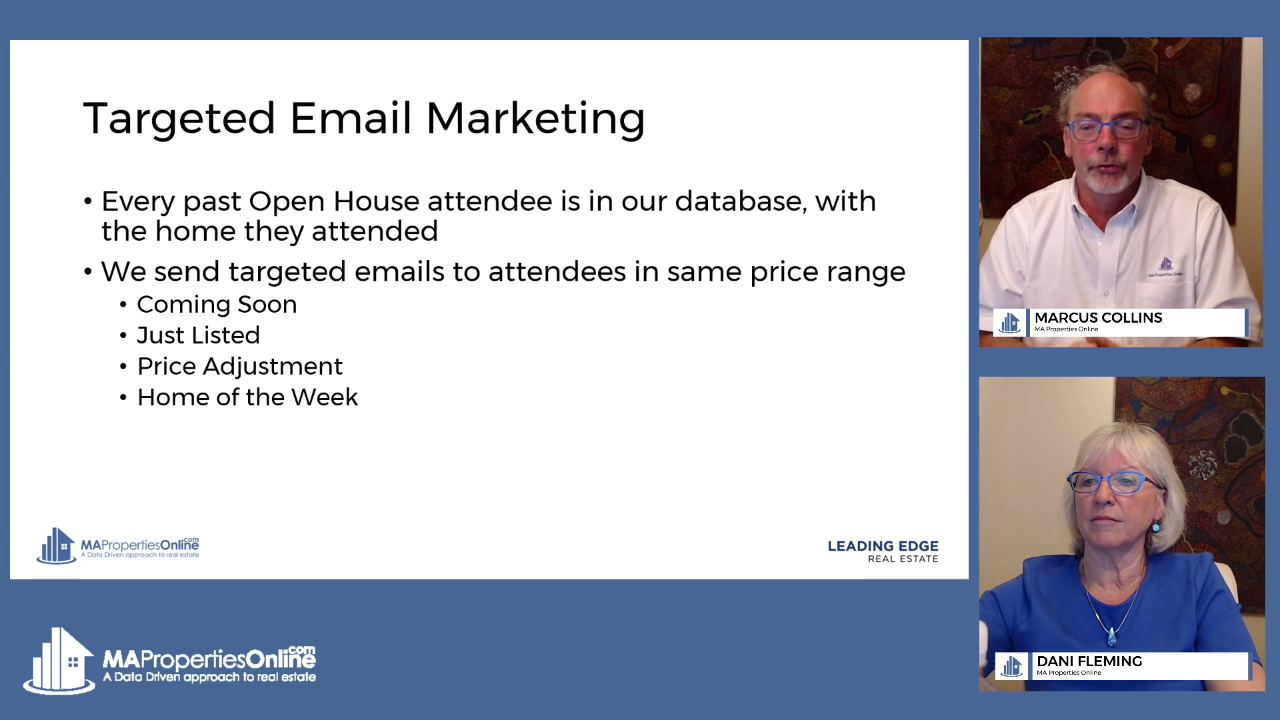 Targeted Email Marketing
• Every past Open House attendee is in our database, with
the home they attended
• We send targeted emails to attendees in same price range
• Coming Soon
• Just Listed
• Price Adjustment
• Home of the Week
MAPropertiesOnline.com
A Data Driven approach to real estate
LEADING EDGE
REAL ESTATE
MA Properties Online
MARCUS COLLINS
MA Properties Online
DANI FLEMING
MA Properties Online
MAPropertiesOnline.com
A Data Driven approach to real estate